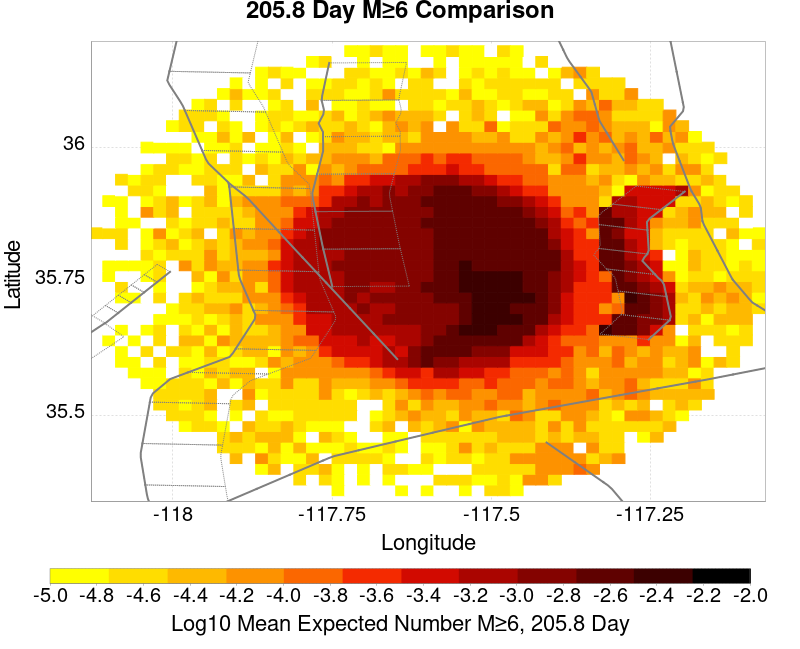 205.8 Day M≥6 Comparison
36
35.75
35.5
Latitude
-118 -117.75 -117.5 -117.25
Longitude
-5.0 -4.8 -4.6 -4.4 -4.2 -4.0 -3.8 -3.6 -3.4 -3.2 -3.0 -2.8 -2.6 -2.4 -2.2 -2.0
Log10 Mean Expected Number M≥6, 205.8 Day